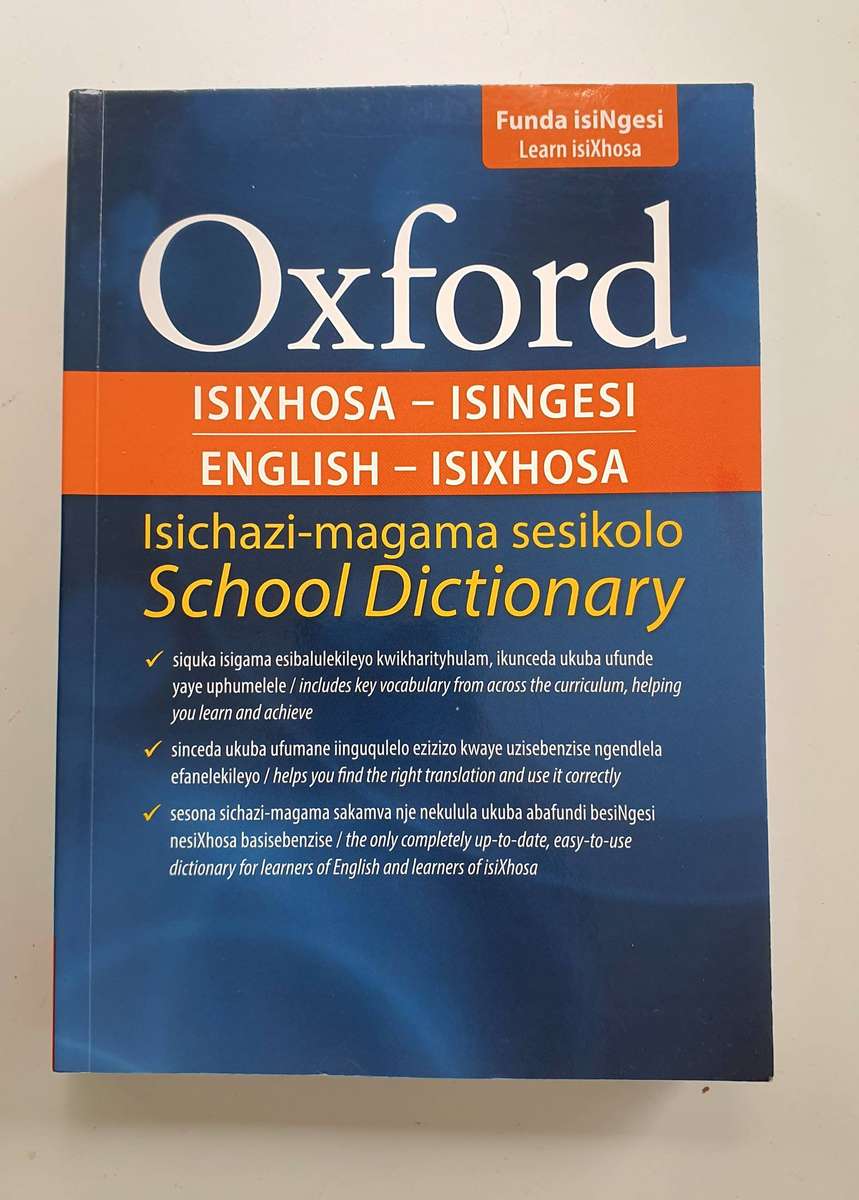 Funda isiNgesi
Learn isiXhosa
Oxford
ISIXHOSA – ISINGESI
ENGLISH – ISIXHOSA
Isichazi-magama sesikolo
School Dictionary
✓ siquka isigama esibalulekileyo kwikharityhulam, ikunceda ukuba ufunde
yaye uphumelele / includes key vocabulary from across the curriculum, helping
you learn and achieve
✓ sinceda ukuba ufumane iinguqulelo ezizizo kwaye uzisebenzise ngendlela
efanelekileyo / helps you find the right translation and use it correctly
✓ sesona sichazi-magama sakamva nje nekulula ukuba abafundi besiNgesi
nesiXhosa basisebenzise / the only completely up-to-date, easy-to-use
dictionary for learners of English and learners of isiXhosa